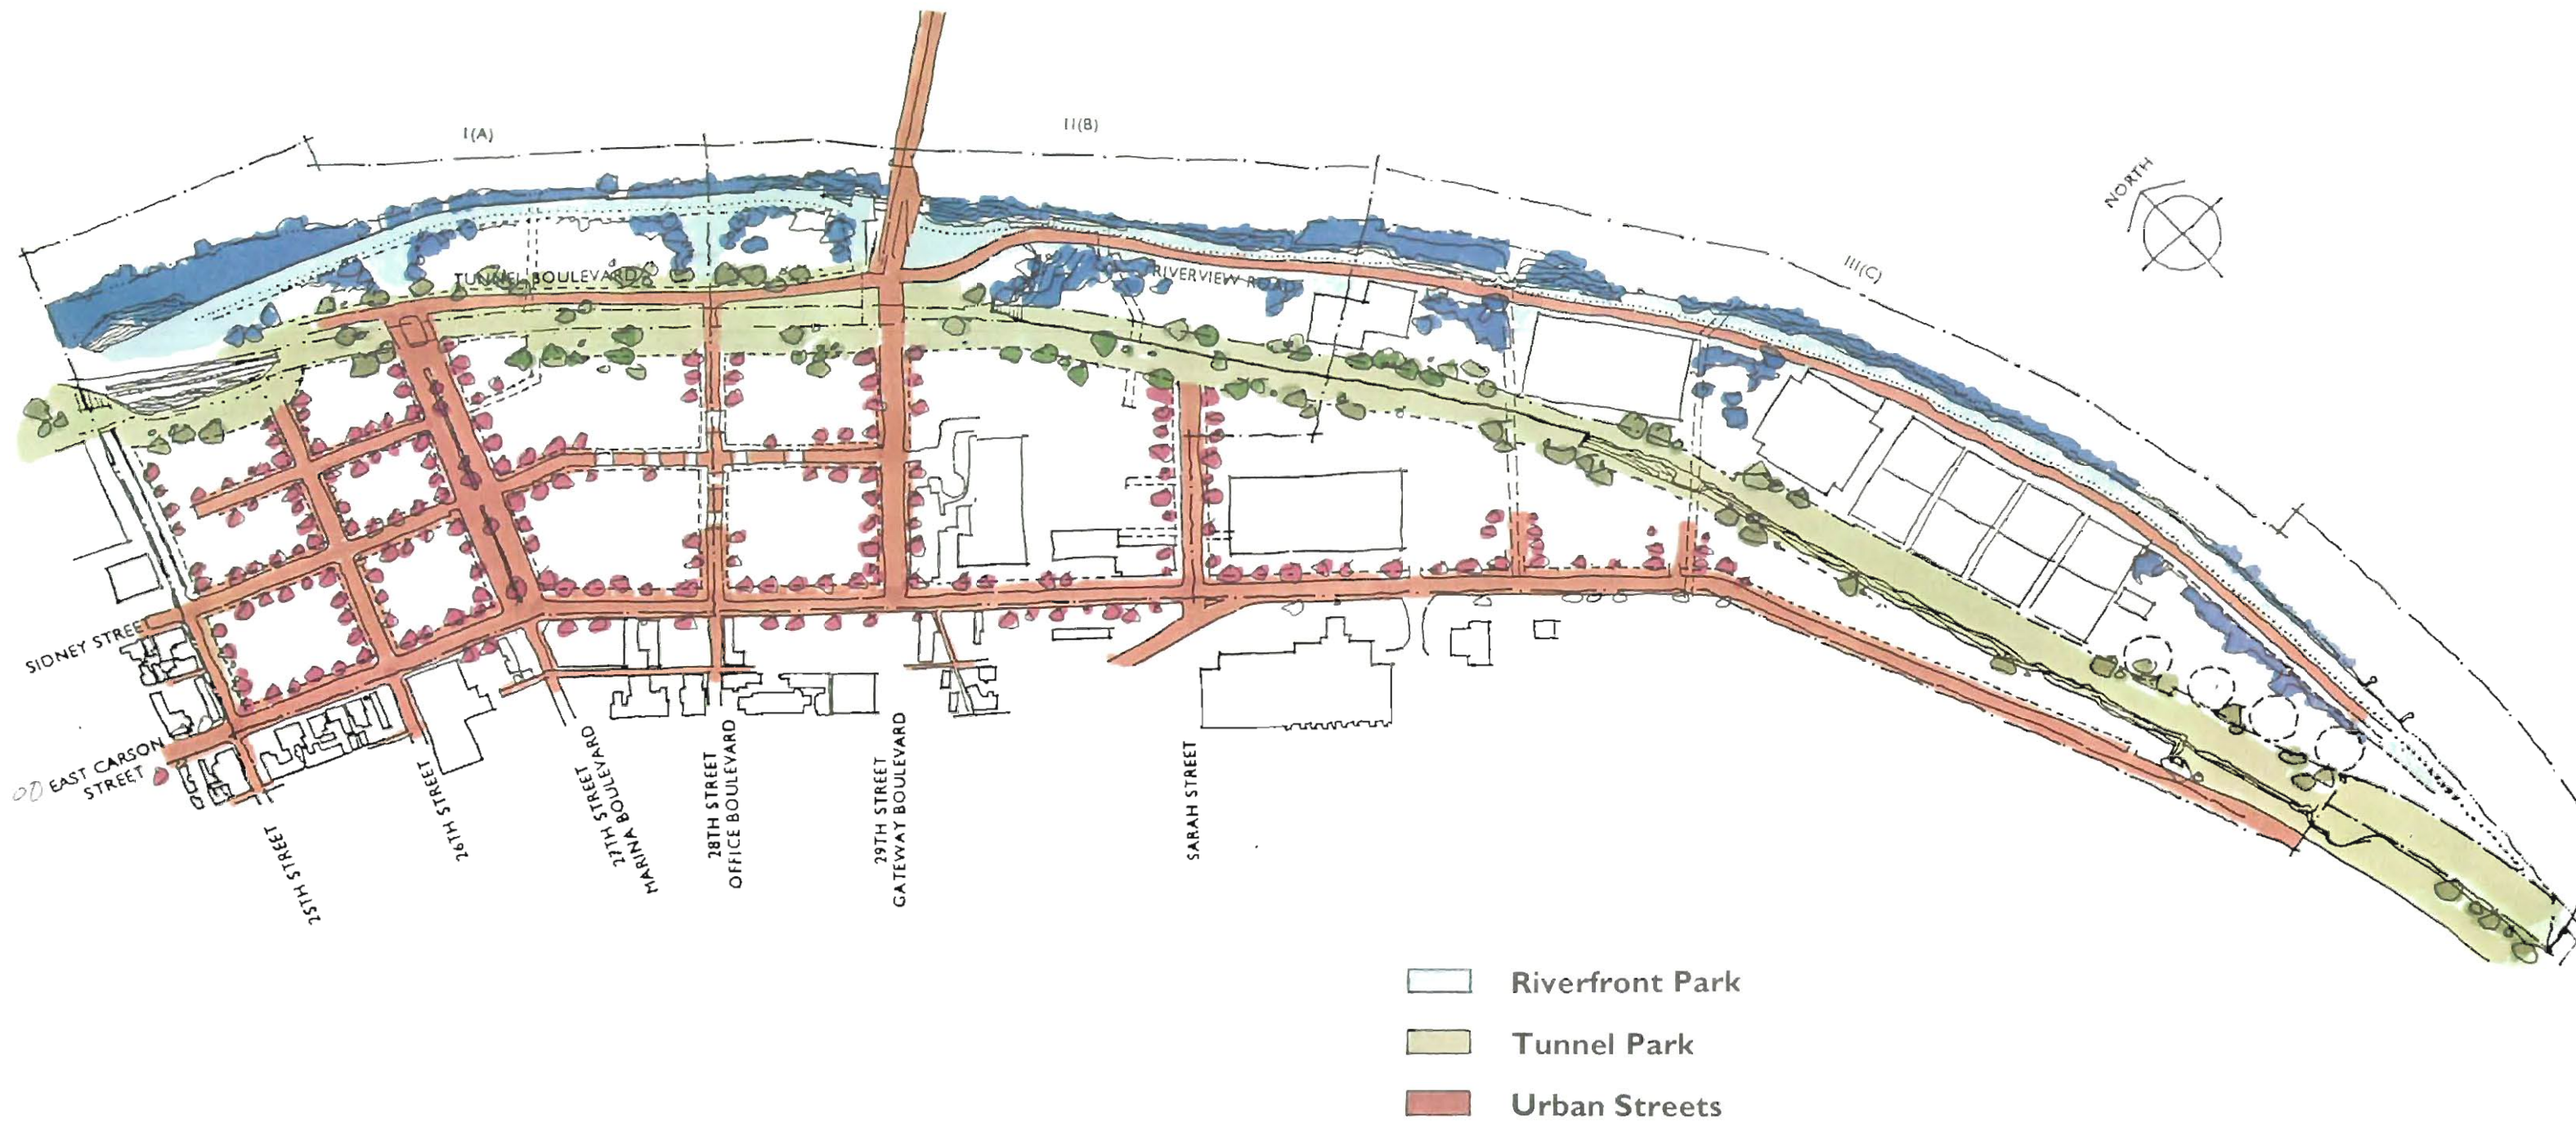 I(A)
II(B)
III(C)
NORTH
TUNNEL BOULEVARD
RIVERVIEW ROAD
SIDNEY STREET
EAST CARSON
STREET
25TH STREET
26TH STREET
27TH STREET
MARINA BOULEVARD
28TH STREET
OFFICE BOULEVARD
29TH STREET
GATEWAY BOULEVARD
SARAH STREET
Riverfront Park
Tunnel Park
Urban Streets